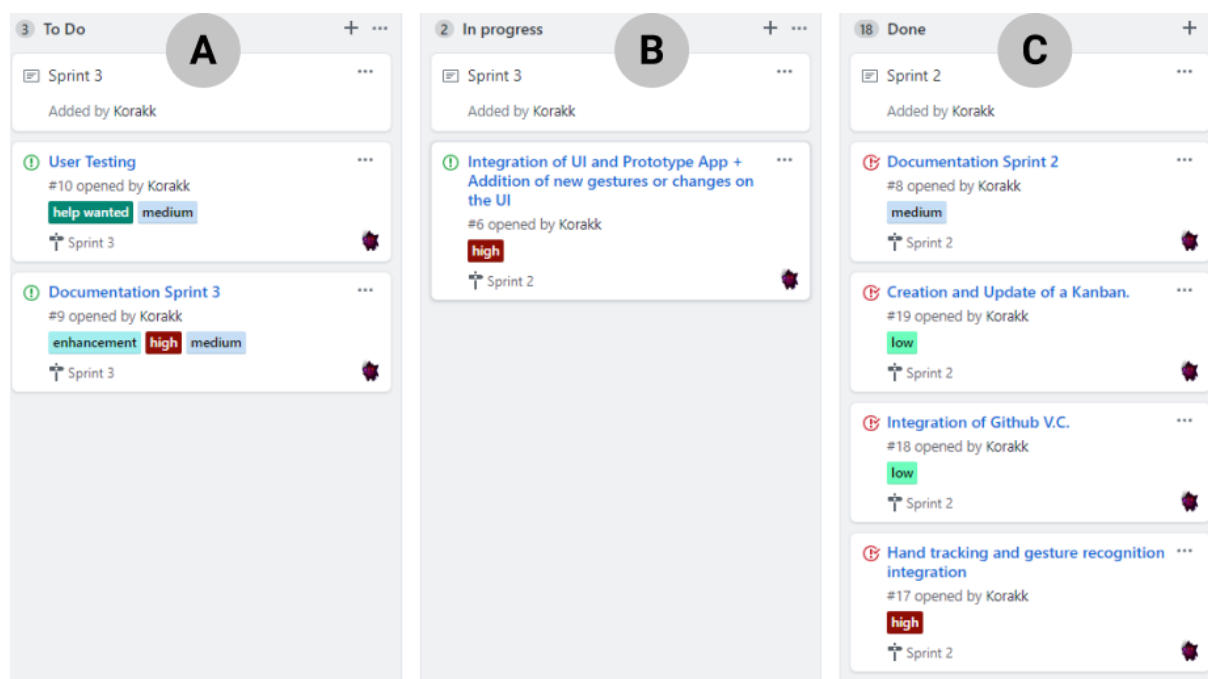 3 To Do
A
Sprint 3
Added by Korakk
User Testing
#10 opened by Korakk
help wanted medium
Sprint 3
Documentation Sprint 3
#9 opened by Korakk
enhancement high medium
Sprint 3
2 In progress
B
Sprint 3
Added by Korakk
Integration of UI and Prototype App +
Addition of new gestures or changes on
the UI
#6 opened by Korakk
high
Sprint 2
18 Done
C
Sprint 2
Added by Korakk
Documentation Sprint 2
#8 opened by Korakk
medium
Sprint 2
Creation and Update of a Kanban.
#19 opened by Korakk
low
Sprint 2
Integration of Github V.C.
#18 opened by Korakk
low
Sprint 2
Hand tracking and gesture recognition
integration
#17 opened by Korakk
high
Sprint 2